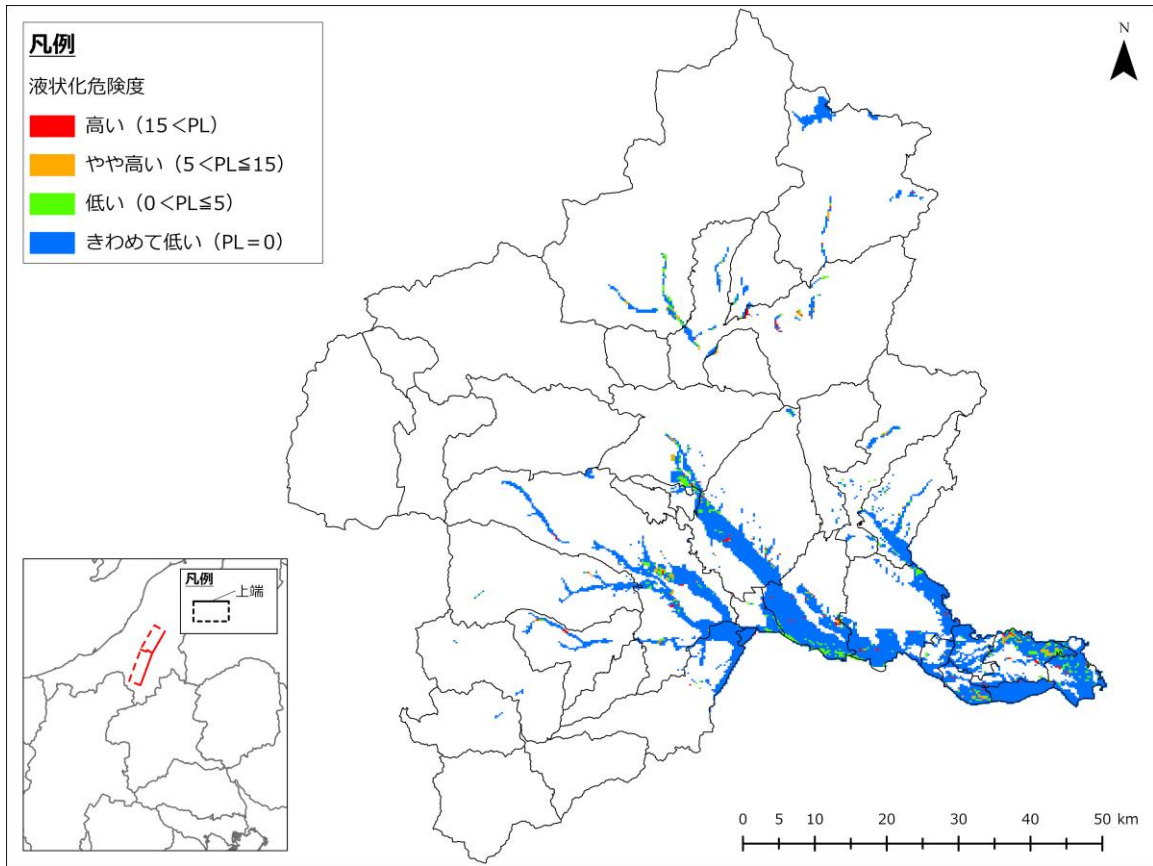 凡例
液状化危険度
高い（15＜PL）
やや高い（5＜PL≦15）
低い（0＜PL≦5）
きわめて低い（PL＝0）
N
凡例
上端
0 5 10 20 30 40 50 km